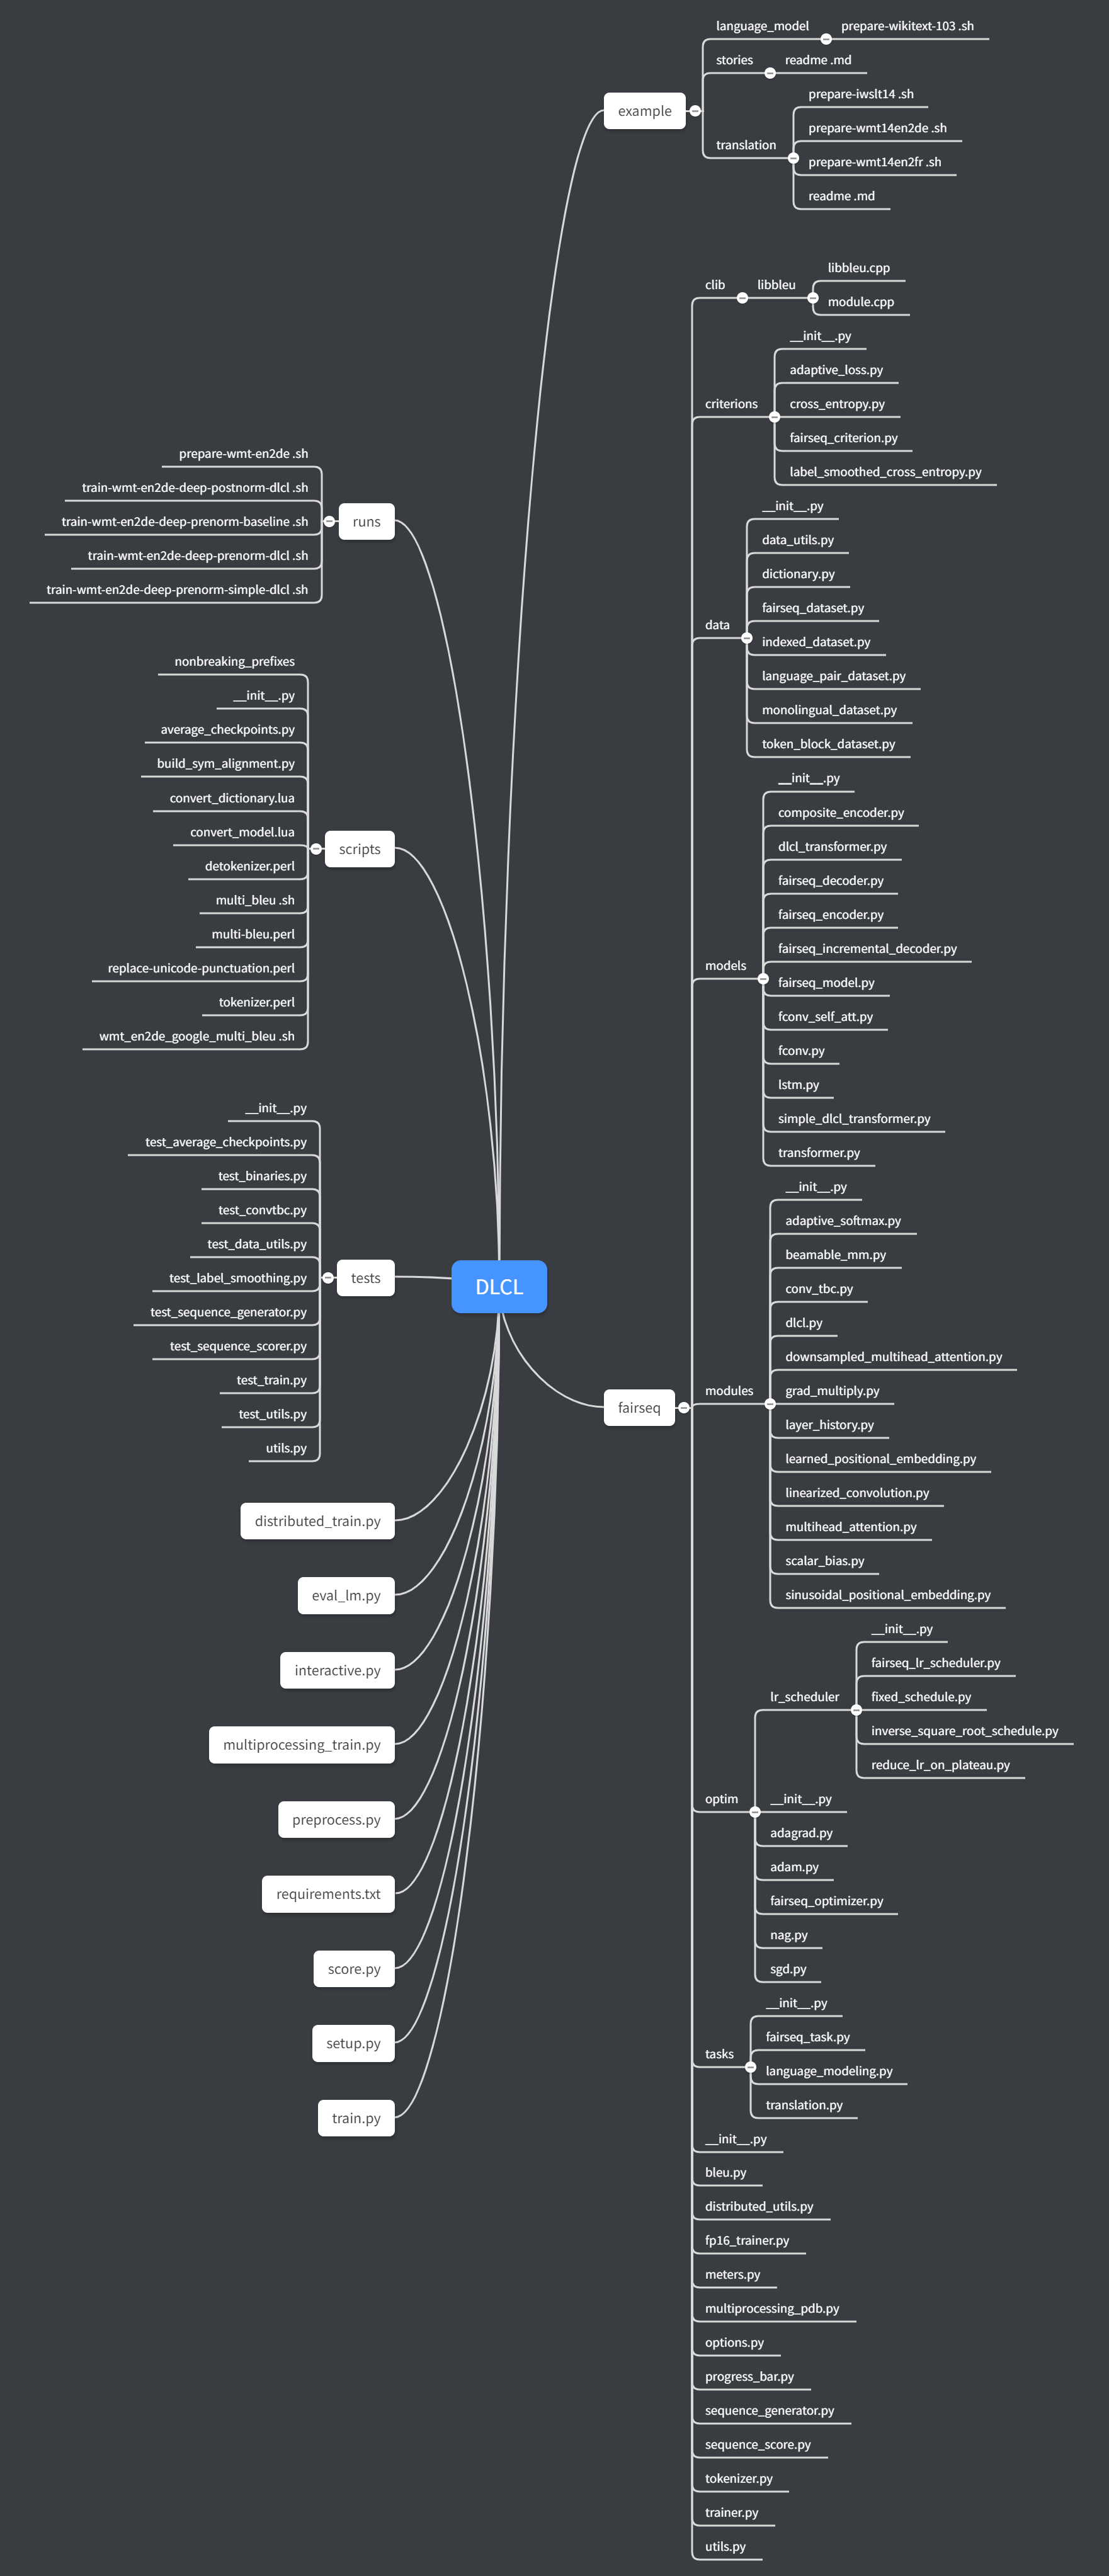 DLCL
example
language_model
prepare-wikitext-103 .sh
stories
readme .md
translation
prepare-iwslt14 .sh
prepare-wmt14en2de .sh
prepare-wmt14en2fr .sh
readme .md
fairseq
clib
libbleu
libbleu.cpp
module.cpp
criterions
__init__.py
adaptive_loss.py
cross_entropy.py
fairseq_criterion.py
label_smoothed_cross_entropy.py
data
__init__.py
data_utils.py
dictionary.py
fairseq_dataset.py
indexed_dataset.py
language_pair_dataset.py
monolingual_dataset.py
token_block_dataset.py
models
__init__.py
composite_encoder.py
dlcl_transformer.py
fairseq_decoder.py
fairseq_encoder.py
fairseq_incremental_decoder.py
fairseq_model.py
fconv_self_att.py
fconv.py
lstm.py
simple_dlcl_transformer.py
transformer.py
modules
__init__.py
adaptive_softmax.py
beamable_mm.py
conv_tbc.py
dlcl.py
downsampled_multihead_attention.py
grad_multiply.py
layer_history.py
learned_positional_embedding.py
linearized_convolution.py
multihead_attention.py
scalar_bias.py
sinusoidal_positional_embedding.py
optim
lr_scheduler
__init__.py
fairseq_lr_scheduler.py
fixed_schedule.py
inverse_square_root_schedule.py
reduce_lr_on_plateau.py
__init__.py
adagrad.py
adam.py
fairseq_optimizer.py
nag.py
sgd.py
tasks
__init__.py
fairseq_task.py
language_modeling.py
translation.py
__init__.py
bleu.py
distributed_utils.py
fp16_trainer.py
meters.py
multiprocessing_pdb.py
options.py
progress_bar.py
sequence_generator.py
sequence_score.py
tokenizer.py
trainer.py
utils.py
runs
prepare-wmt-en2de .sh
train-wmt-en2de-deep-postnorm-dlcl .sh
train-wmt-en2de-deep-prenorm-baseline .sh
train-wmt-en2de-deep-prenorm-dlcl .sh
train-wmt-en2de-deep-prenorm-simple-dlcl .sh
scripts
nonbreaking_prefixes
__init__.py
average_checkpoints.py
build_sym_alignment.py
convert_dictionary.lua
convert_model.lua
detokenizer.perl
multi_bleu .sh
multi-bleu.perl
replace-unicode-punctuation.perl
tokenizer.perl
wmt_en2de_google_multi_bleu .sh
tests
__init__.py
test_average_checkpoints.py
test_binaries.py
test_convtbc.py
test_data_utils.py
test_label_smoothing.py
test_sequence_generator.py
test_sequence_scorer.py
test_train.py
test_utils.py
utils.py
distributed_train.py
eval_lm.py
interactive.py
multiprocessing_train.py
preprocess.py
requirements.txt
score.py
setup.py
train.py